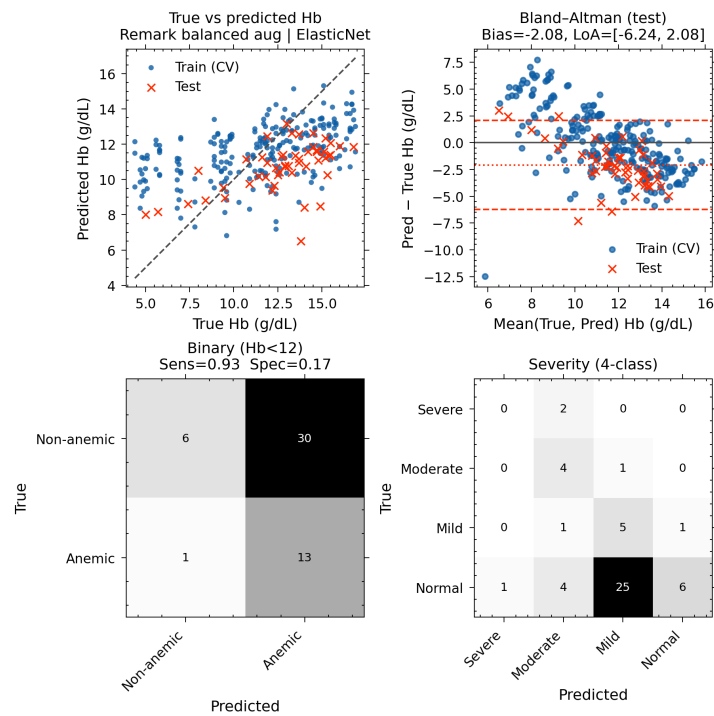 True vs predicted Hb
Remark balanced aug | ElasticNet
Train (CV)
Test
Predicted Hb (g/dL)
16
14
12
10
8
6
4
5.0 7.5 10.0 12.5 15.0
True Hb (g/dL)
Bland–Altman (test)
Bias=-2.08, LoA=[-6.24, 2.08]
Pred − True Hb (g/dL)
7.5
5.0
2.5
0.0
−2.5
−5.0
−7.5
−10.0
−12.5
Train (CV)
Test
6 8 10 12 14 16
Mean(True, Pred) Hb (g/dL)
Binary (Hb<12)
Sens=0.93 Spec=0.17
True
Non-anemic 6 30
Anemic 1 13
Non-anemic Anemic
Predicted
Severity (4-class)
True
Severe 0 2 0 0
Moderate 0 4 1 0
Mild 0 1 5 1
Normal 1 4 25 6
Severe Moderate Mild Normal
Predicted